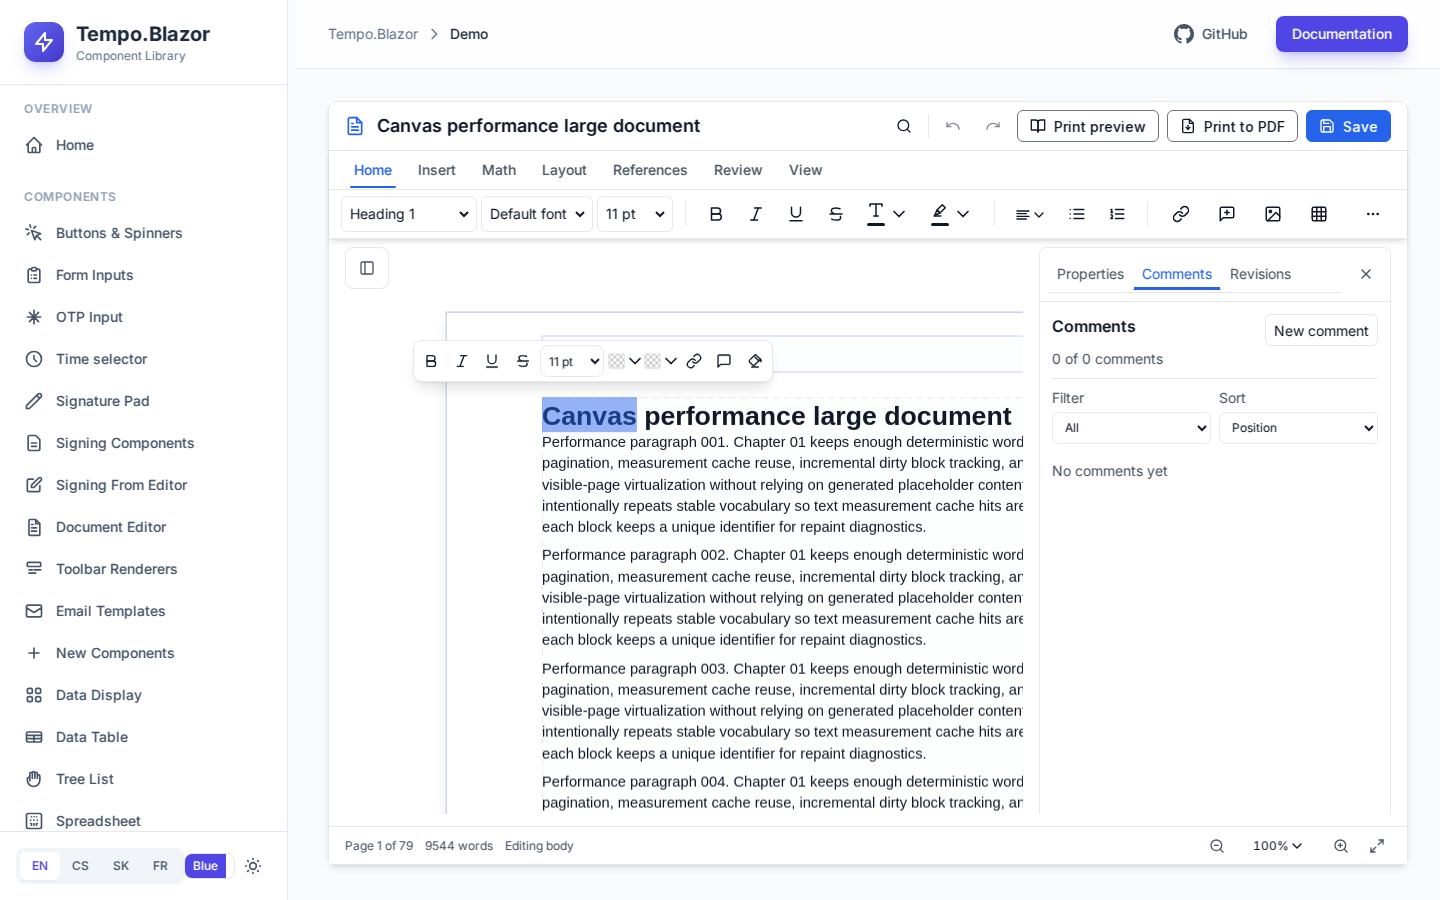 Tempo.Blazor
Component Library
OVERVIEW
Home
COMPONENTS
Buttons & Spinners
Form Inputs
OTP Input
Time selector
Signature Pad
Signing Components
Signing From Editor
Document Editor
Toolbar Renderers
Email Templates
New Components
Data Display
Data Table
Tree List
Spreadsheet
EN CS SK FR Blue
Tempo.Blazor Demo
GitHub
Documentation
Canvas performance large document
Print preview Print to PDF Save
Home Insert Math Layout References Review View
Heading 1 Default font 11 pt
11 pt
Canvas performance large document
Performance paragraph 001. Chapter 01 keeps enough deterministic word
pagination, measurement cache reuse, incremental dirty block tracking, an
visible-page virtualization without relying on generated placeholder content
intentionally repeats stable vocabulary so text measurement cache hits are
each block keeps a unique identifier for repaint diagnostics.
Performance paragraph 002. Chapter 01 keeps enough deterministic word
pagination, measurement cache reuse, incremental dirty block tracking, an
visible-page virtualization without relying on generated placeholder content
intentionally repeats stable vocabulary so text measurement cache hits are
each block keeps a unique identifier for repaint diagnostics.
Performance paragraph 003. Chapter 01 keeps enough deterministic word
pagination, measurement cache reuse, incremental dirty block tracking, an
visible-page virtualization without relying on generated placeholder content
intentionally repeats stable vocabulary so text measurement cache hits are
each block keeps a unique identifier for repaint diagnostics.
Performance paragraph 004. Chapter 01 keeps enough deterministic word
pagination, measurement cache reuse, incremental dirty block tracking, an
Properties Comments Revisions
Comments
New comment
0 of 0 comments
Filter Sort
All Position
No comments yet
Page 1 of 79 9544 words Editing body
100%